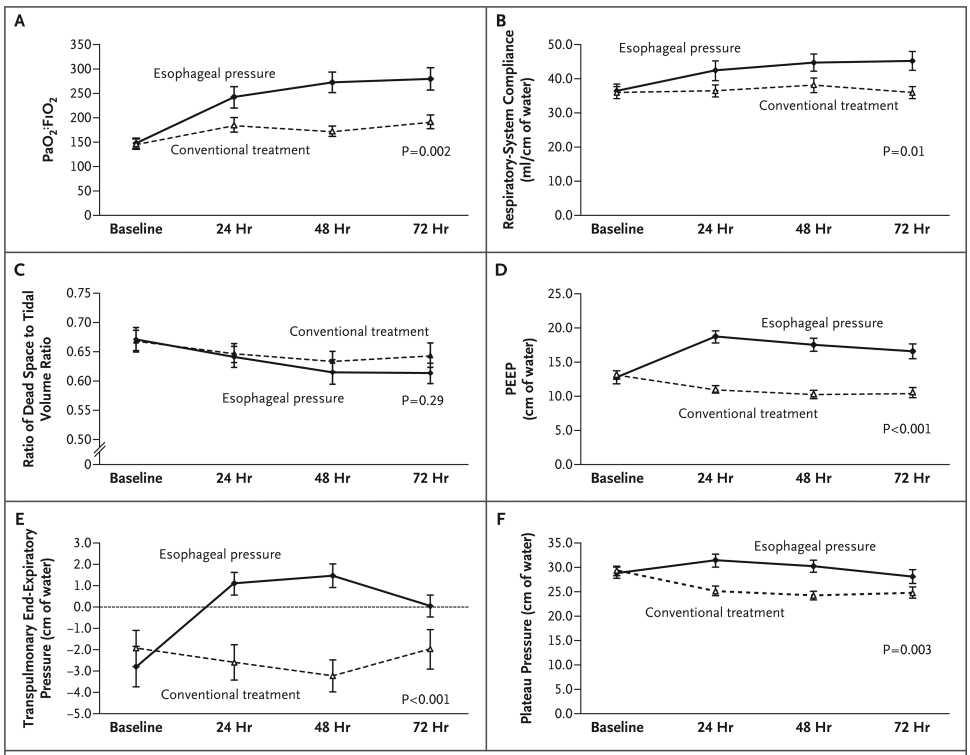 A
PaO2:FiO2
350
300
250
200
150
100
50
0
Esophageal pressure
Conventional treatment
P=0.002
Baseline 24 Hr 48 Hr 72 Hr
B
Respiratory-System Compliance
(ml/cm of water)
50.0
40.0
30.0
20.0
10.0
0.0
Esophageal pressure
Conventional treatment
P=0.01
Baseline 24 Hr 48 Hr 72 Hr
C
Ratio of Dead Space to Tidal
Volume Ratio
0.75
0.70
0.65
0.60
0.55
0.50
0
Conventional treatment
Esophageal pressure
P=0.29
Baseline 24 Hr 48 Hr 72 Hr
D
PEEP
(cm of water)
25.0
20.0
15.0
10.0
5.0
0.0
Esophageal pressure
Conventional treatment
P<0.001
Baseline 24 Hr 48 Hr 72 Hr
E
Transpulmonary End-Expiratory
Pressure (cm of water)
3.0
2.0
1.0
0.0
−1.0
−2.0
−3.0
−4.0
−5.0
Esophageal pressure
Conventional treatment
P<0.001
Baseline 24 Hr 48 Hr 72 Hr
F
Plateau Pressure (cm of water)
35.0
30.0
25.0
20.0
15.0
10.0
5.0
0.0
Esophageal pressure
Conventional treatment
P=0.003
Baseline 24 Hr 48 Hr 72 Hr